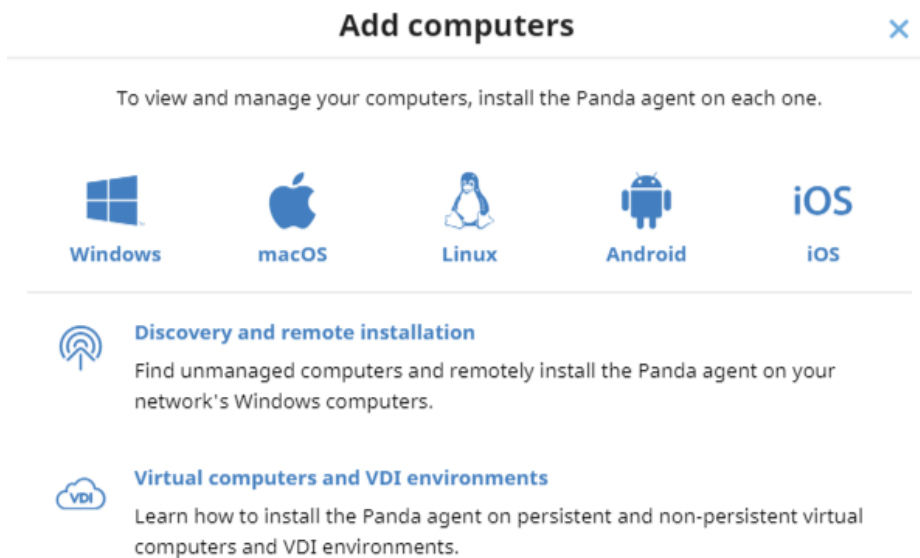 Add computers
To view and manage your computers, install the Panda agent on each one.
iOS
Windows macOS Linux Android iOS
Discovery and remote installation
Find unmanaged computers and remotely install the Panda agent on your
network's Windows computers.
VDI
Virtual computers and VDI environments
Learn how to install the Panda agent on persistent and non-persistent virtual
computers and VDI environments.